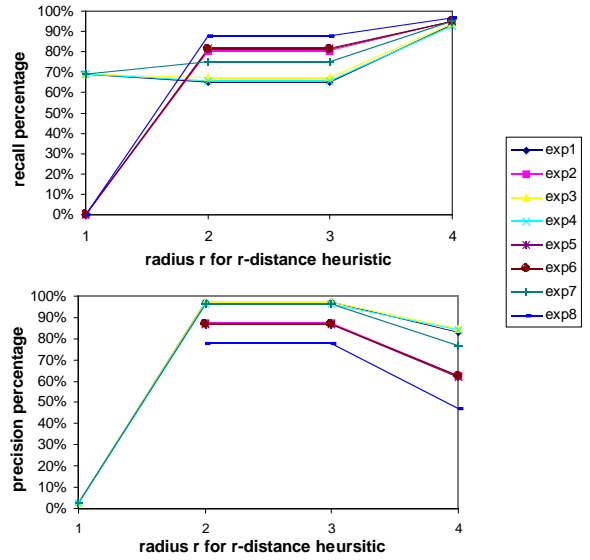 100%
90%
80%
70%
60%
50%
40%
30%
20%
10%
0%
recall percentage
1 2 3 4
radius r for r-distance heuristic
exp1
exp2
exp3
exp4
exp5
exp6
exp7
exp8
100%
90%
80%
70%
60%
50%
40%
30%
20%
10%
0%
precision percentage
1 2 3 4
radius r for r-distance heursitic